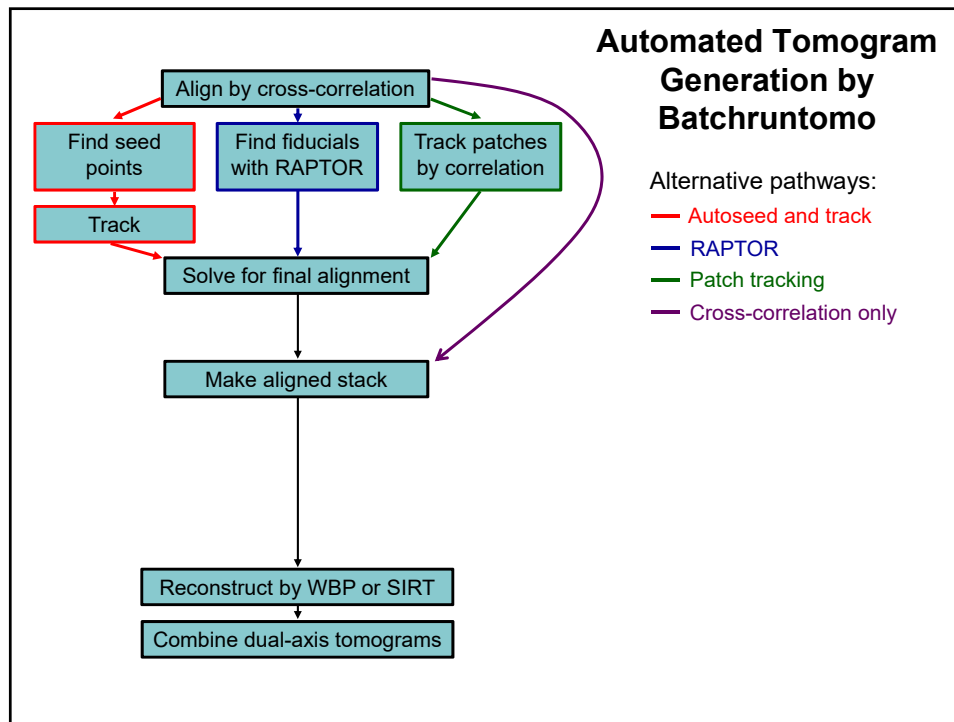 Automated Tomogram
Generation by
Batchruntomo
Align by cross-correlation
Find seed
points
Find fiducials
with RAPTOR
Track patches
by correlation
Track
Solve for final alignment
Make aligned stack
Reconstruct by WBP or SIRT
Combine dual-axis tomograms
Alternative pathways:
Autoseed and track
RAPTOR
Patch tracking
Cross-correlation only